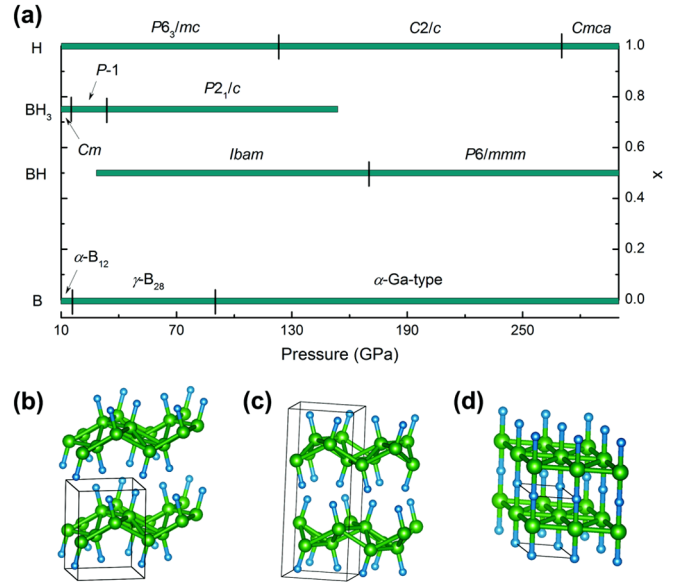 (a)
P6₃/mc C2/c Cmca
H 1.0
P-1
P2₁/c
BH₃ 0.8
Cm
Ibam P6/mmm
BH
x
0.6
0.4
0.2
α-B₁₂
γ-B₂₈ α-Ga-type
B 0.0
10 70 130 190 250
Pressure (GPa)
(b) (c) (d)